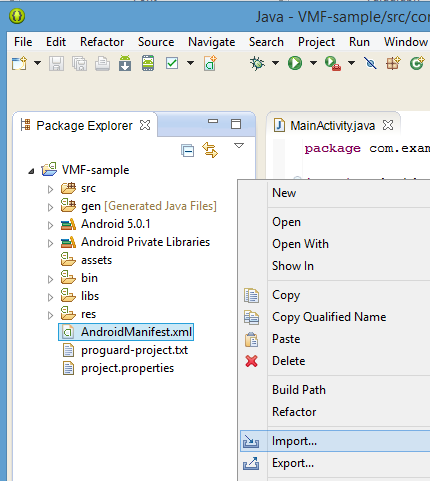 Java - VMF-sample/src/con
File Edit Refactor Source Navigate Search Project Run Window
Package Explorer
MainActivity.java
package com.exam
VMF-sample
src
gen [Generated Java Files]
Android 5.0.1
Android Private Libraries
assets
bin
libs
res
AndroidManifest.xml
proguard-project.txt
project.properties
New
Open
Open With
Show In
Copy
Copy Qualified Name
Paste
Delete
Build Path
Refactor
Import...
Export...